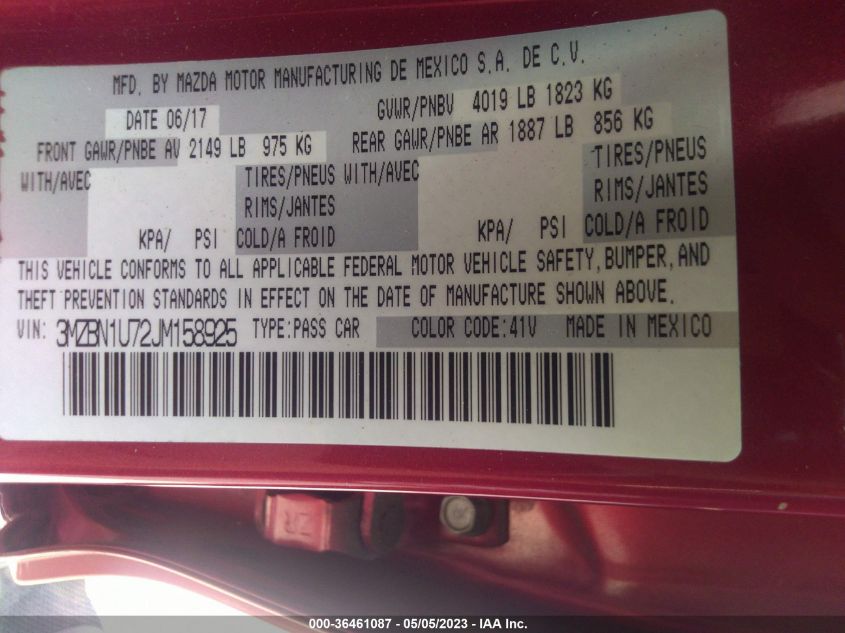 MFD. BY MAZDA MOTOR MANUFACTURING DE MEXICO S.A. DE C.V.
DATE 06/17 GVWR/PNBV 4019 LB 1823 KG
FRONT GAWR/PNBE AV 2149 LB 975 KG REAR GAWR/PNBE AR 1887 LB 856 KG
WITH/AVEC TIRES/PNEUS WITH/AVEC TIRES/PNEUS
RIMS/JANTES RIMS/JANTES
KPA/ PSI COLD/A FROID KPA/ PSI COLD/A FROID
THIS VEHICLE CONFORMS TO ALL APPLICABLE FEDERAL MOTOR VEHICLE SAFETY, BUMPER, AND
THEFT PREVENTION STANDARDS IN EFFECT ON THE DATE OF MANUFACTURE SHOWN ABOVE.
VIN: 3MZBN1U72JM158925 TYPE: PASS CAR COLOR CODE: 41V MADE IN MEXICO
000-36461087 - 05/05/2023 - IAA Inc.